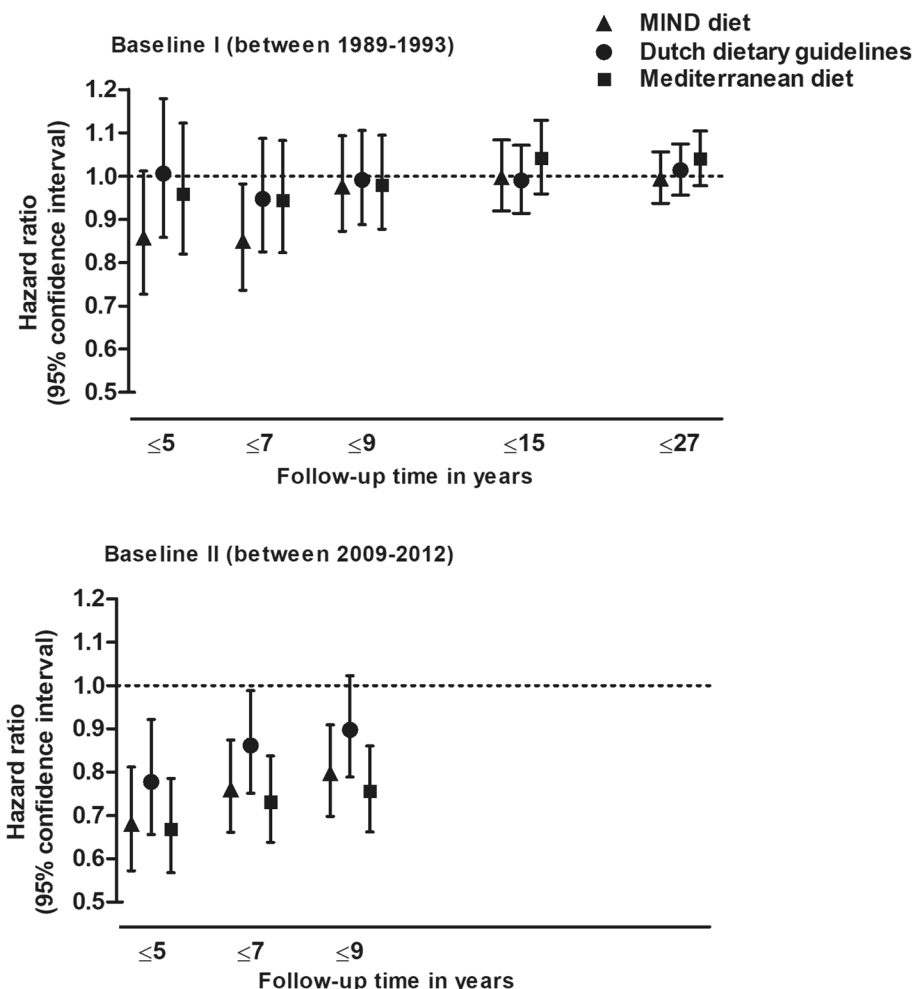 MIND diet
Dutch dietary guidelines
Mediterranean diet
Baseline I (between 1989-1993)
Hazard ratio
(95% confidence interval)
1.2
1.1
1.0
0.9
0.8
0.7
0.6
0.5
≤5 ≤7 ≤9 ≤15 ≤27
Follow-up time in years
Baseline II (between 2009-2012)
Hazard ratio
(95% confidence interval)
1.2
1.1
1.0
0.9
0.8
0.7
0.6
0.5
≤5 ≤7 ≤9
Follow-up time in years